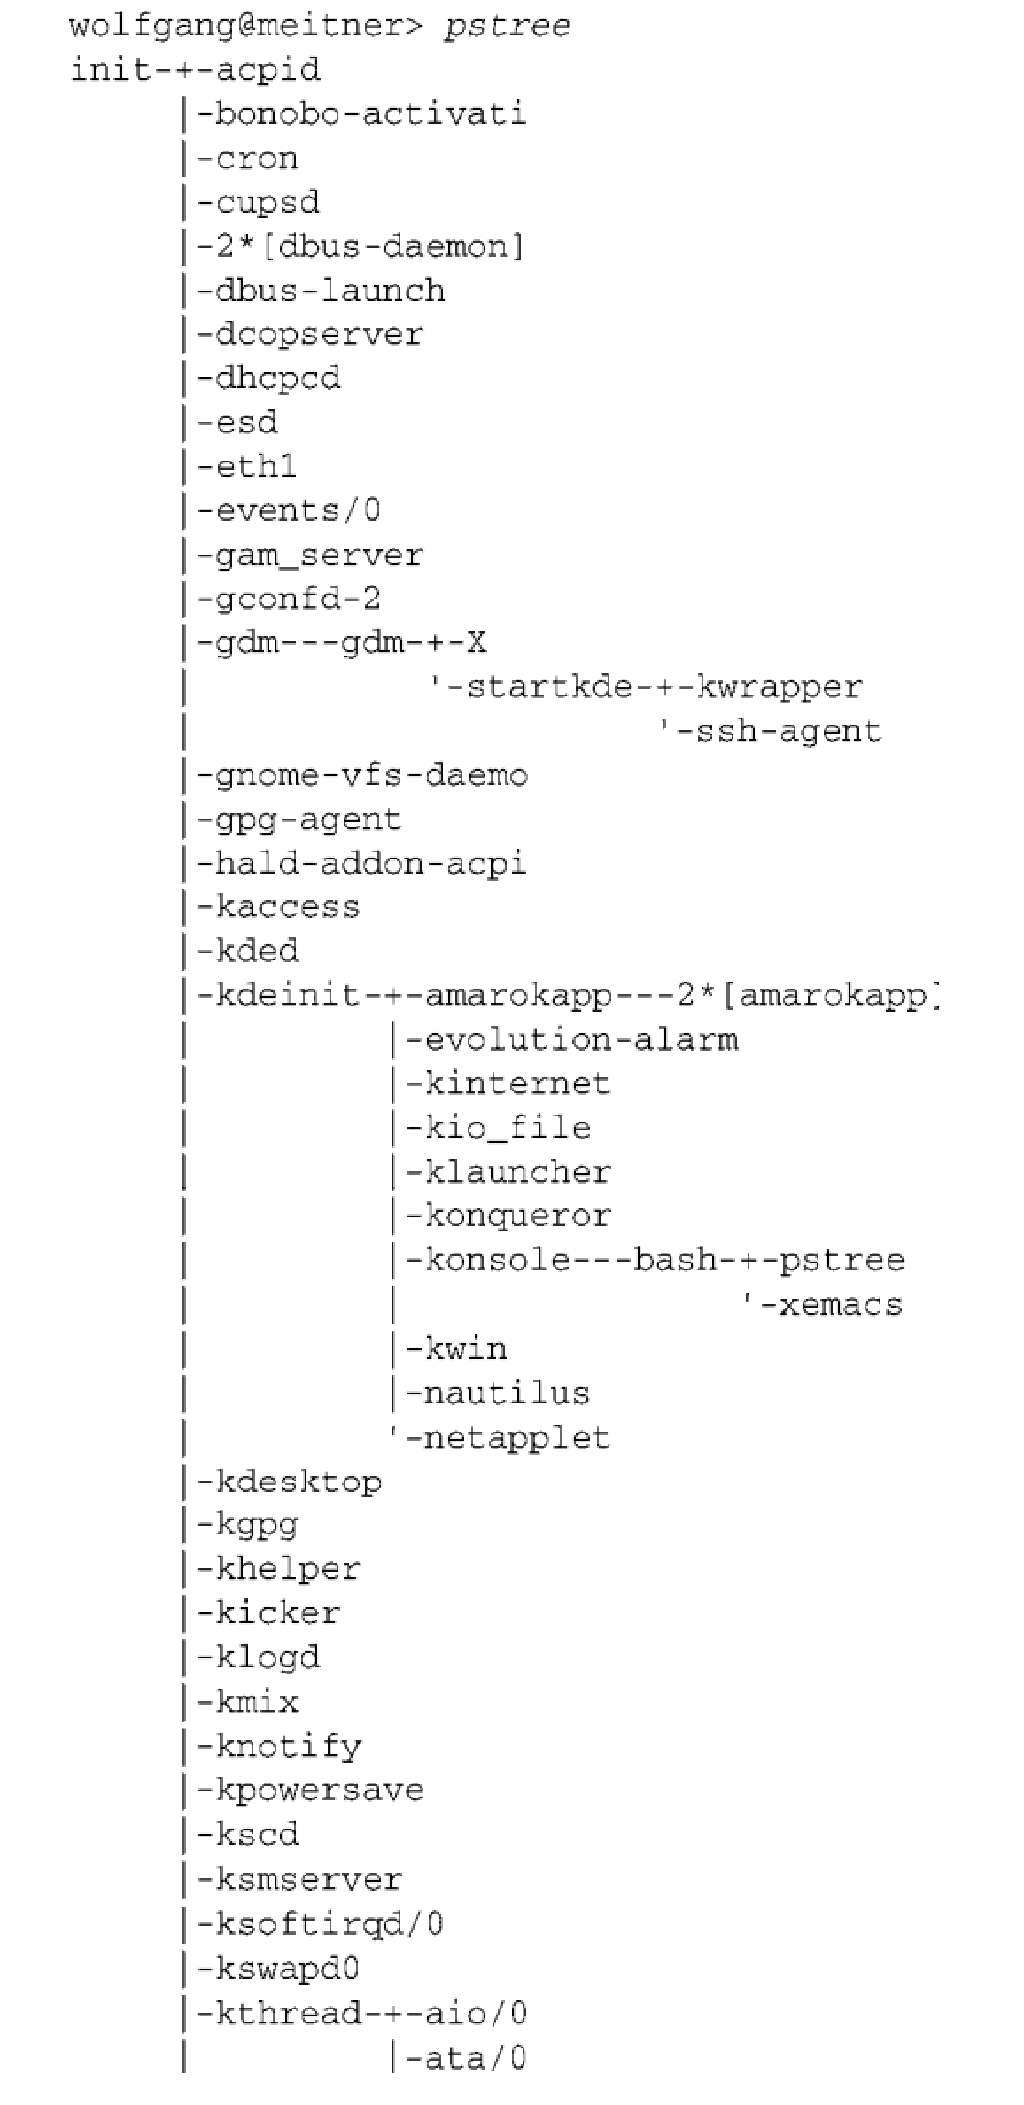 wolfgang@meitner> pstree
init-+-acpid
     |-bonobo-activati
     |-cron
     |-cupsd
     |-2*[dbus-daemon]
     |-dbus-launch
     |-dcopserver
     |-dhcpcd
     |-esd
     |-eth1
     |-events/0
     |-gam_server
     |-gconfd-2
     |-gdm---gdm-+-X
     |           '-startkde-+-kwrapper
     |                      '-ssh-agent
     |-gnome-vfs-daemo
     |-gpg-agent
     |-hald-addon-acpi
     |-kaccess
     |-kded
     |-kdeinit-+-amarokapp---2*[amarokapp]
     |         |-evolution-alarm
     |         |-kinternet
     |         |-kio_file
     |         |-klauncher
     |         |-konqueror
     |         |-konsole---bash-+-pstree
     |         |                '-xemacs
     |         |-kwin
     |         |-nautilus
     |         '-netapplet
     |-kdesktop
     |-kgpg
     |-khelper
     |-kicker
     |-klogd
     |-kmix
     |-knotify
     |-kpowersave
     |-kscd
     |-ksmserver
     |-ksoftirqd/0
     |-kswapd0
     |-kthread-+-aio/0
     |         |-ata/0